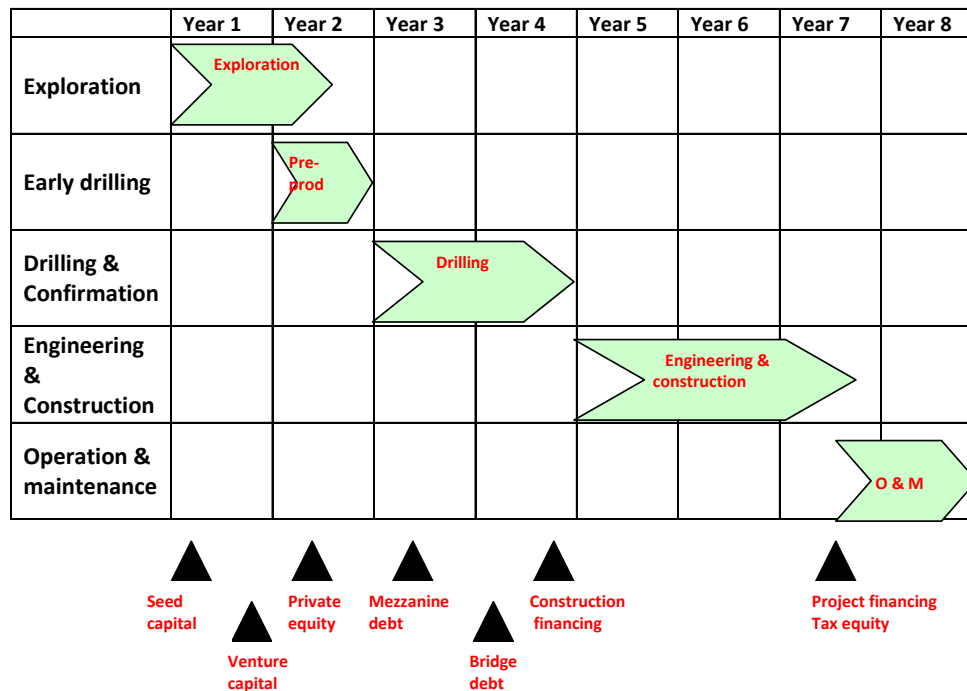 Year 1 Year 2 Year 3 Year 4 Year 5 Year 6 Year 7 Year 8
Exploration
Exploration
Early drilling
Pre-
prod
Drilling &
Confirmation
Drilling
Engineering
&
Construction
Engineering &
construction
Operation &
maintenance
O & M
Seed
capital
Venture
capital
Private
equity
Mezzanine
debt
Bridge
debt
Construction
financing
Project financing
Tax equity